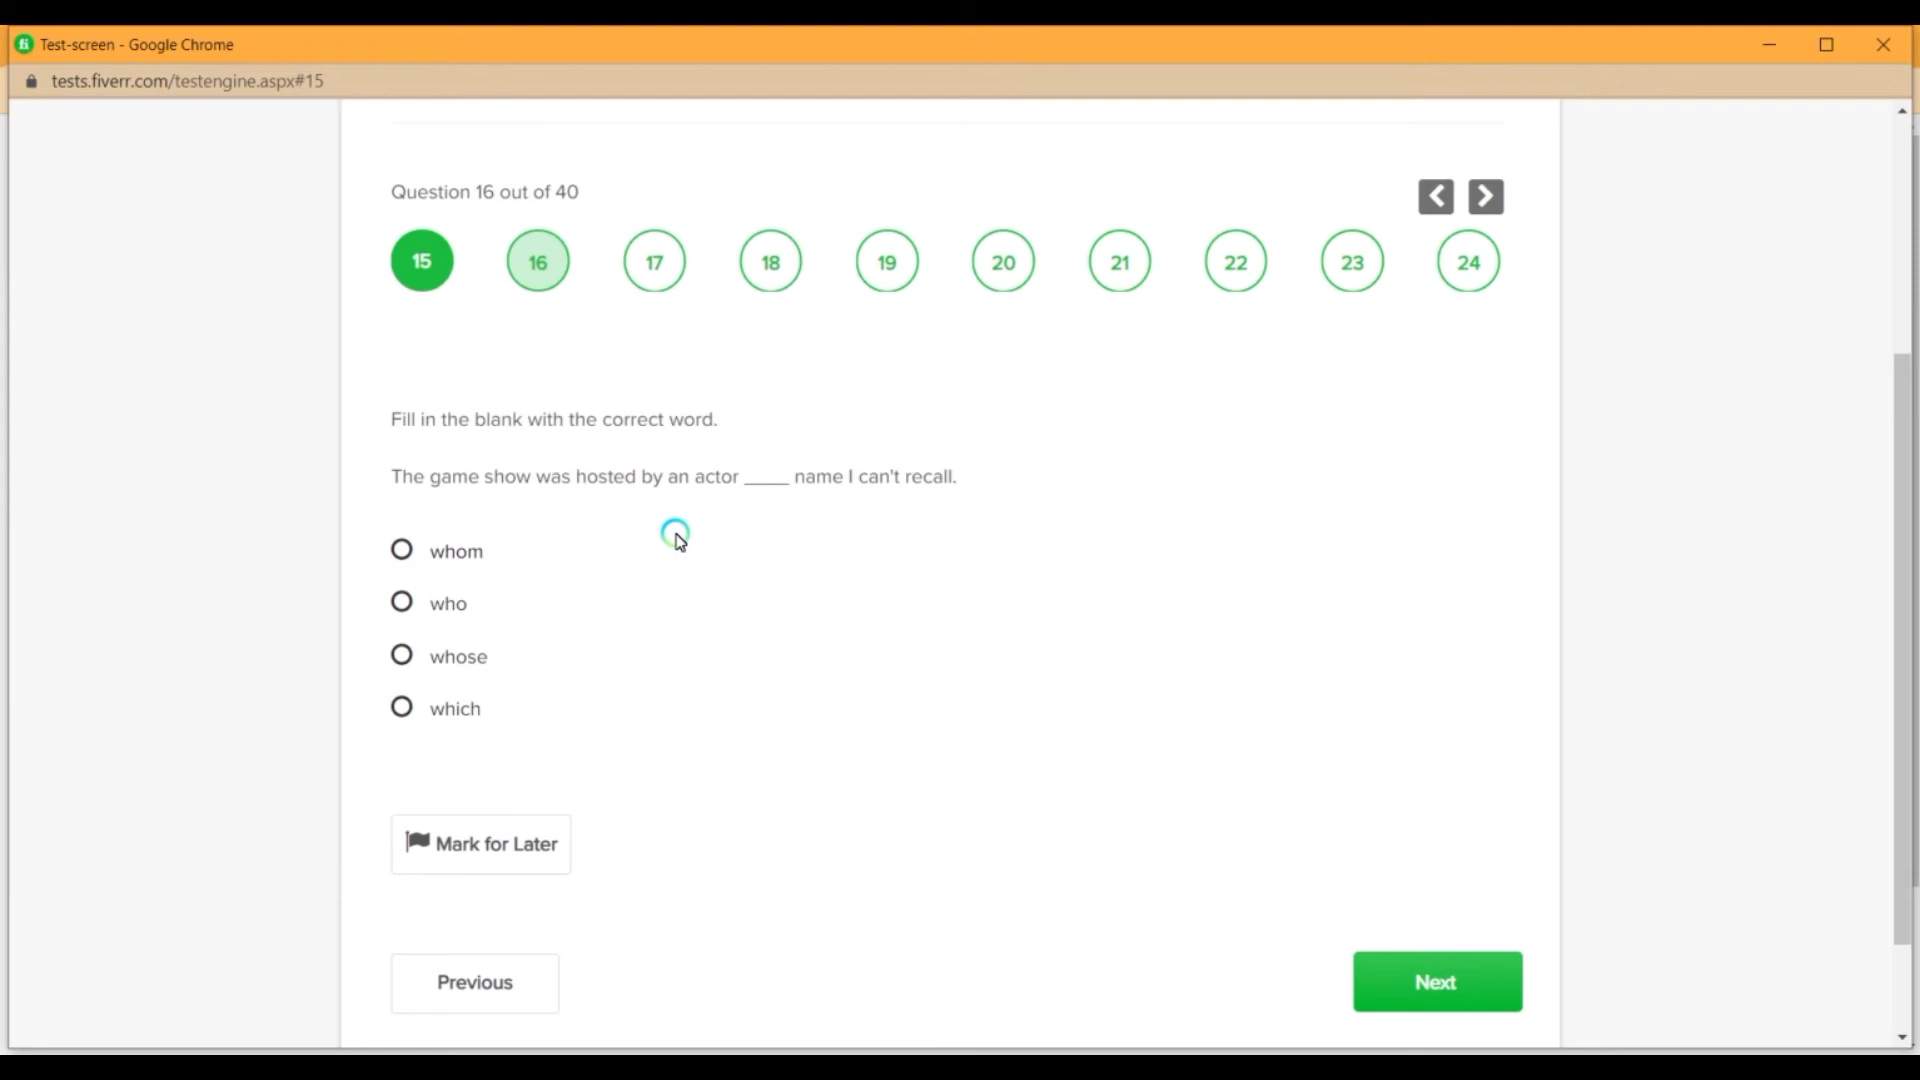 Test-screen - Google Chrome
tests.fiverr.com/testengine.aspx#15
Question 16 out of 40
15 16 17 18 19 20 21 22 23 24
Fill in the blank with the correct word.
The game show was hosted by an actor ____ name I can't recall.
whom
who
whose
which
Mark for Later
Previous
Next